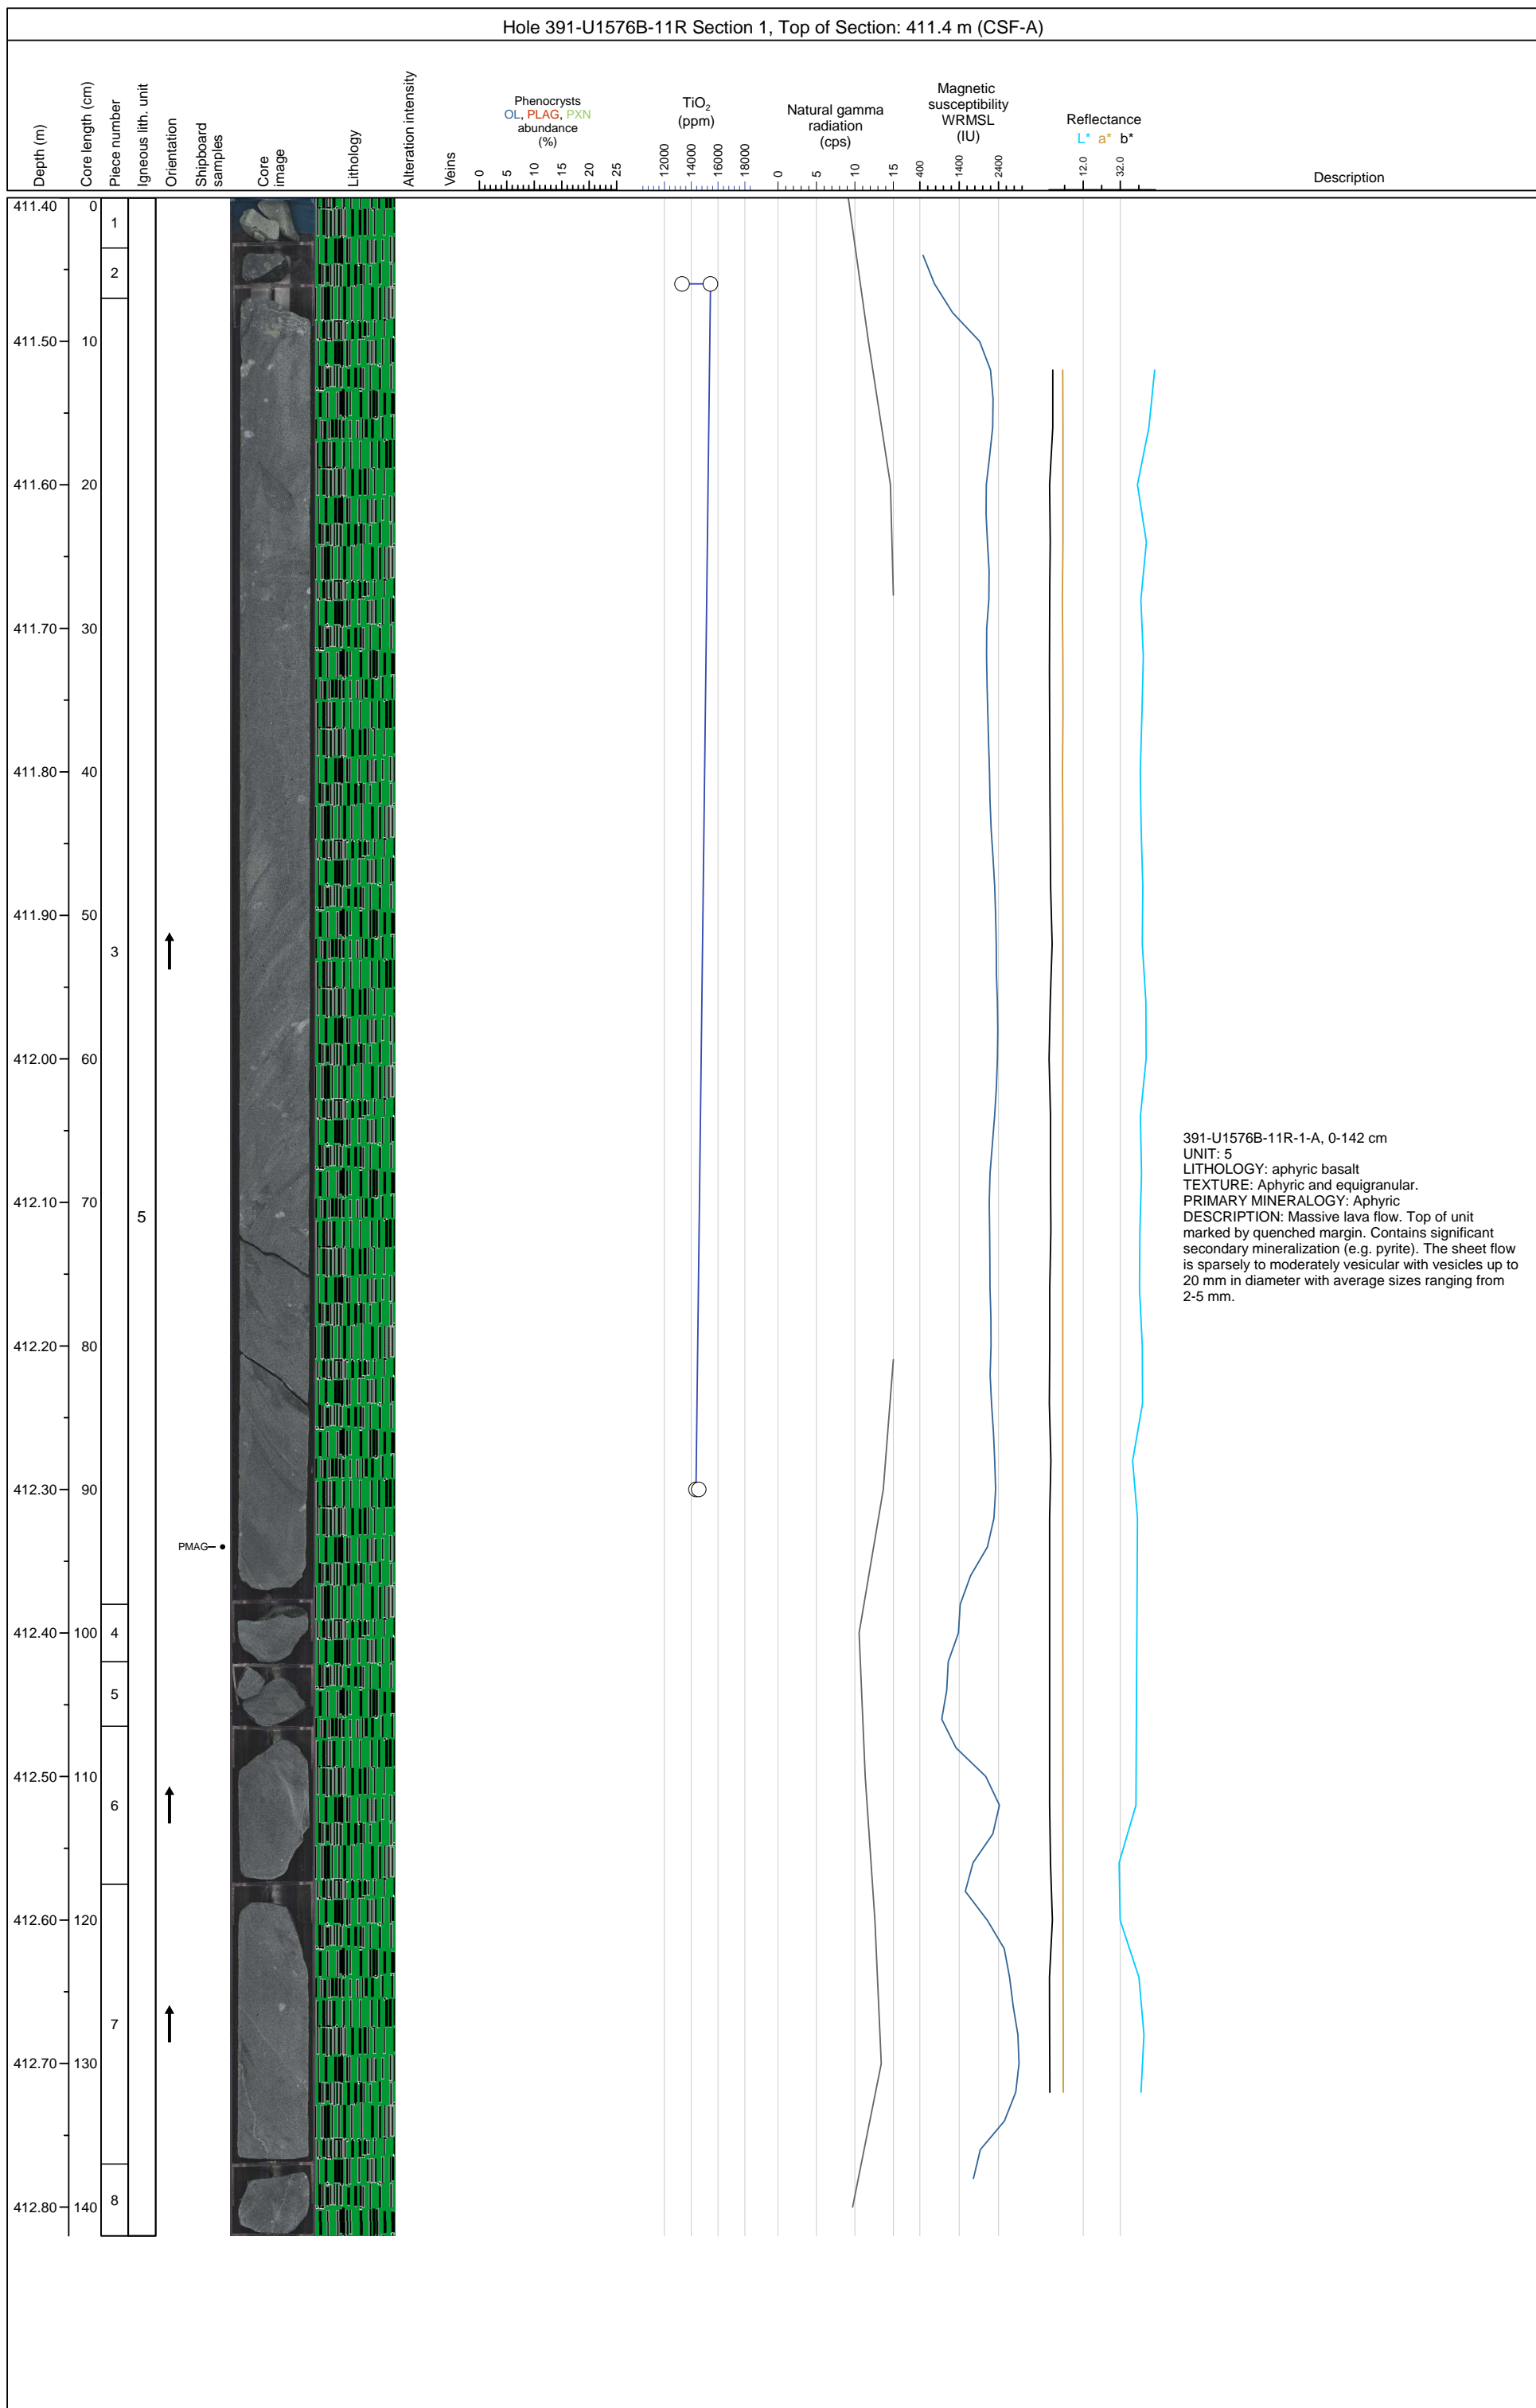 Hole 391-U1576B-11R Section 1, Top of Section: 411.4 m (CSF-A)
Depth (m)
Core length (cm)
Piece number
Igneous lith. unit
Orientation
Shipboard
samples
Core
image
Lithology
Alteration intensity
Veins
Phenocrysts
OL, PLAG, PXN
abundance
(%)
0 5 10 15 20 25
TiO2
(ppm)
12000 14000 16000 18000
Natural gamma
radiation
(cps)
0 5 10 15
Magnetic
susceptibility
WRMSL
(IU)
400 1400 2400
Reflectance
L* a* b*
12.0 32.0
Description
411.40 0
1
2
411.50 10
411.60 20
411.70 30
411.80 40
411.90 50
3
412.00 60
412.10 70
5
412.20 80
412.30 90
PMAG
412.40 100 4
5
412.50 110
6
412.60 120
7
412.70 130
8
412.80 140
391-U1576B-11R-1-A, 0-142 cm
UNIT: 5
LITHOLOGY: aphyric basalt
TEXTURE: Aphyric and equigranular.
PRIMARY MINERALOGY: Aphyric
DESCRIPTION: Massive lava flow. Top of unit
marked by quenched margin. Contains significant
secondary mineralization (e.g. pyrite). The sheet flow
is sparsely to moderately vesicular with vesicles up to
20 mm in diameter with average sizes ranging from
2-5 mm.